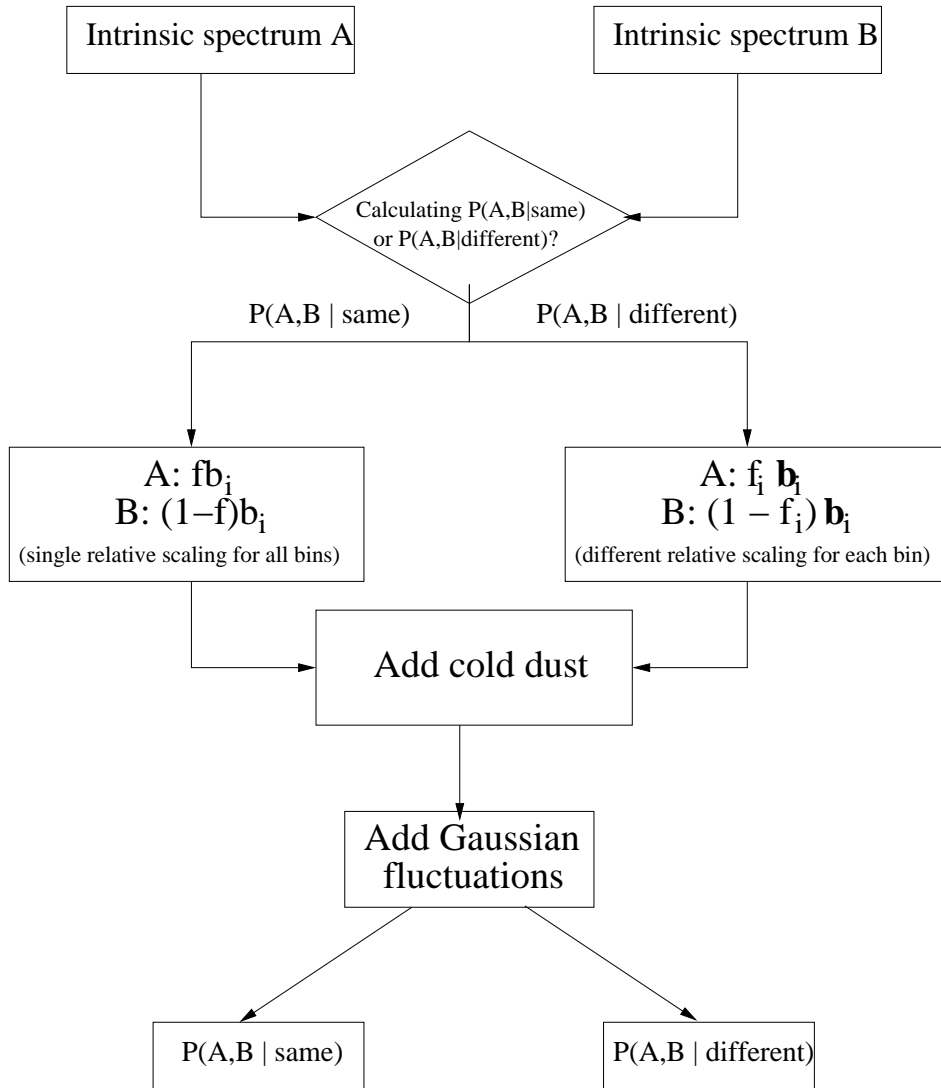 Intrinsic spectrum A
Intrinsic spectrum B
Calculating P(A,B|same)
or P(A,B|different)?
P(A,B | same)
P(A,B | different)
A: fb_i
B: (1−f)b_i
(single relative scaling for all bins)
A: f_i b_i
B: (1 − f_i) b_i
(different relative scaling for each bin)
Add cold dust
Add Gaussian
fluctuations
P(A,B | same)
P(A,B | different)